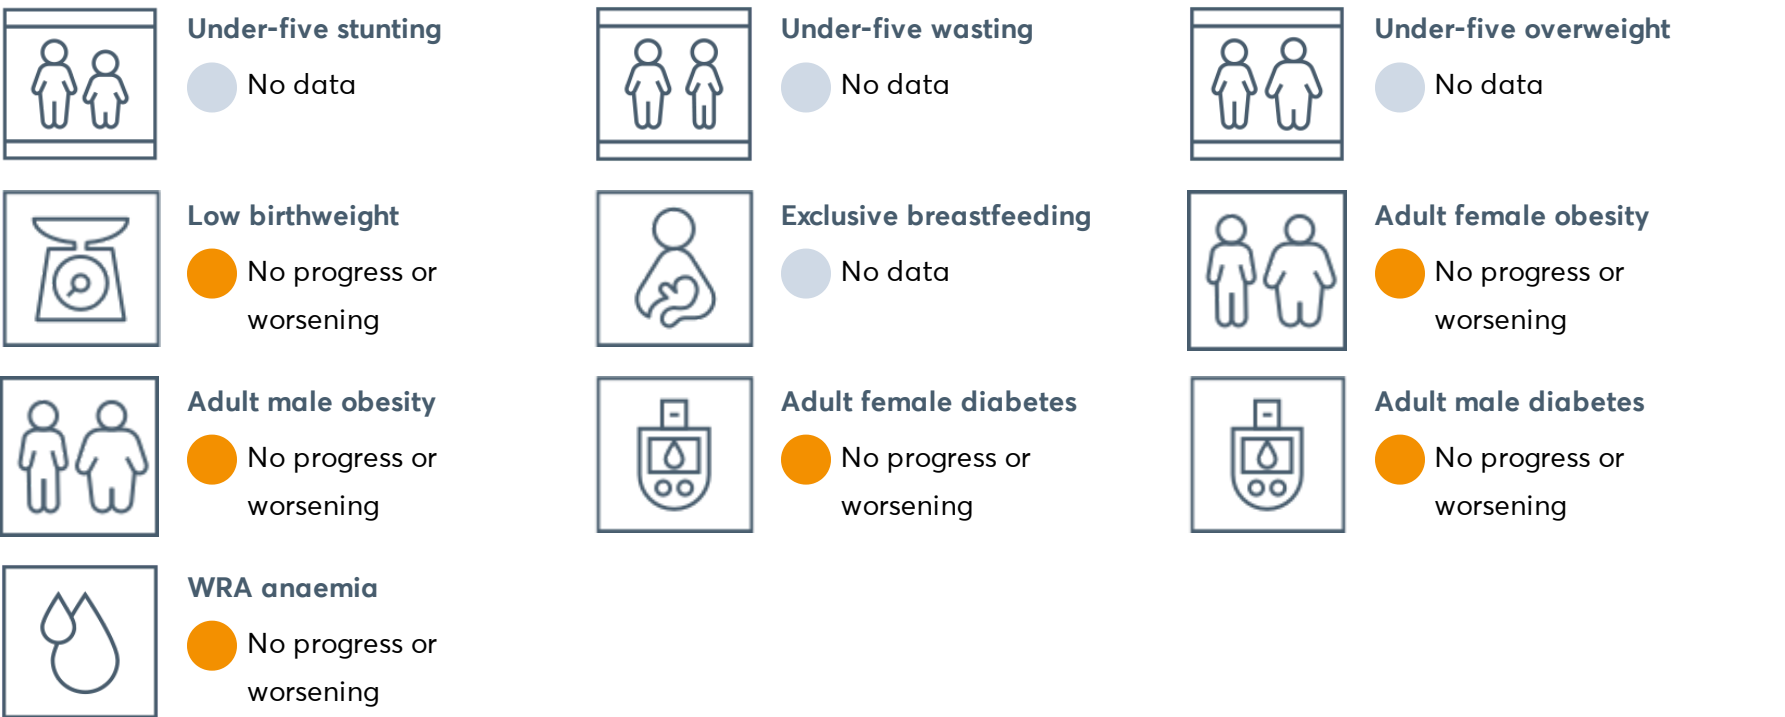 Under-five stunting
No data
Under-five wasting
No data
Under-five overweight
No data
Low birthweight
No progress or
worsening
Exclusive breastfeeding
No data
Adult female obesity
No progress or
worsening
Adult male obesity
No progress or
worsening
Adult female diabetes
No progress or
worsening
Adult male diabetes
No progress or
worsening
WRA anaemia
No progress or
worsening